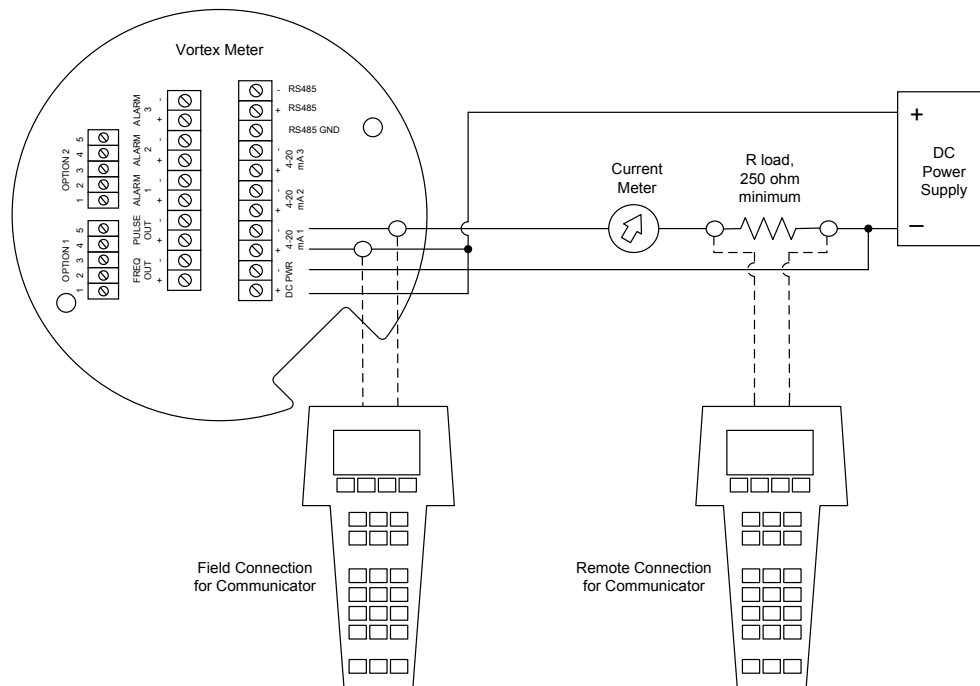 Vortex Meter
- RS485
+ RS485
RS485 GND
- +
4-20
mA 3
- +
4-20
mA 2
- +
4-20
mA 1
- +
DC PWR
- +
ALARM
3
- +
ALARM
2
- +
ALARM
1
- +
PULSE
OUT
- +
FREQ
OUT
- +
OPTION 2
5
4
3
2
1
OPTION 1
5
4
3
2
1
Current
Meter
R load,
250 ohm
minimum
+
DC
Power
Supply
–
Field Connection
for Communicator
Remote Connection
for Communicator